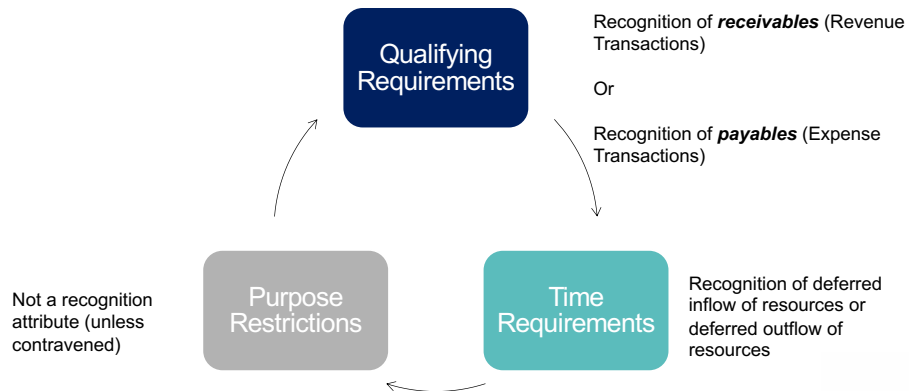 Qualifying
Requirements
Recognition of receivables (Revenue
Transactions)
Or
Recognition of payables (Expense
Transactions)
Purpose
Restrictions
Not a recognition
attribute (unless
contravened)
Time
Requirements
Recognition of deferred
inflow of resources or
deferred outflow of
resources